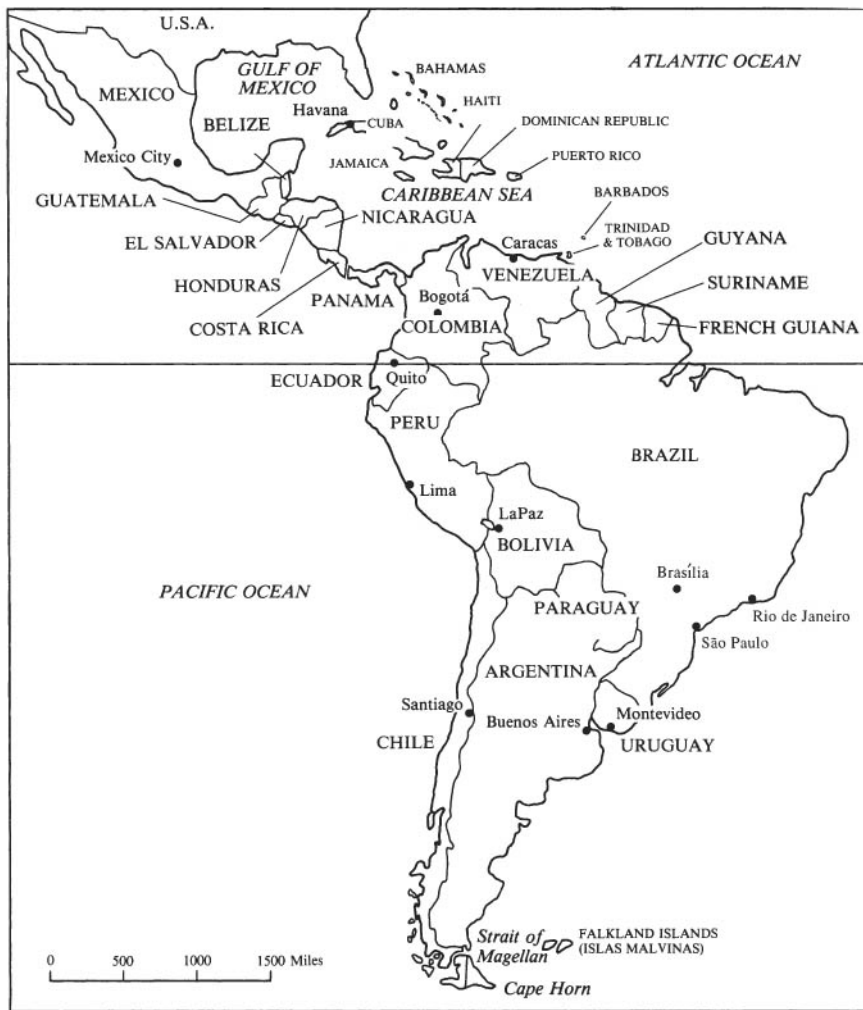 U.S.A.
GULF OF
MEXICO
ATLANTIC OCEAN
BAHAMAS
MEXICO
HAITI
Havana
BELIZE
CUBA
DOMINICAN REPUBLIC
Mexico City
JAMAICA
PUERTO RICO
CARIBBEAN SEA
GUATEMALA
BARBADOS
NICARAGUA
TRINIDAD
& TOBAGO
EL SALVADOR
Caracas
GUYANA
VENEZUELA
HONDURAS
SURINAME
PANAMA
Bogotá
COSTA RICA
COLOMBIA
FRENCH GUIANA
ECUADOR
Quito
PERU
BRAZIL
Lima
LaPaz
BOLIVIA
Brasília
PACIFIC OCEAN
PARAGUAY
Rio de Janeiro
São Paulo
ARGENTINA
Santiago
Buenos Aires
Montevideo
CHILE
URUGUAY
Strait of
Magellan
FALKLAND ISLANDS
(ISLAS MALVINAS)
0 500 1000 1500 Miles
Cape Horn